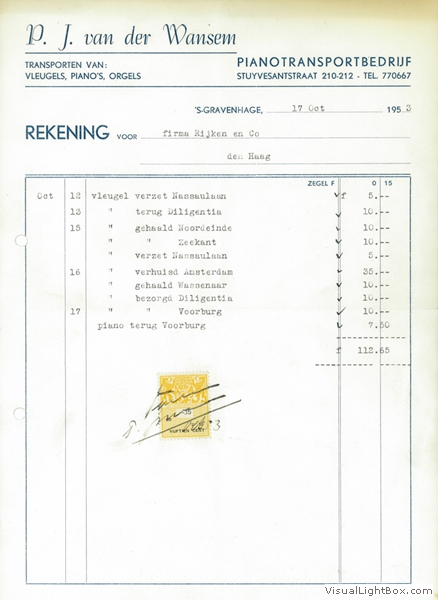 P. J. van der Wansem
TRANSPORTEN VAN:
VLEUGELS, PIANO'S, ORGELS
PIANOTRANSPORTBEDRIJF
STUYVESANTSTRAAT 210-212 - TEL. 770667
'S-GRAVENHAGE, 17 Oct 1953
REKENING VOOR firma Rijken en Co
den Haag
ZEGEL F 0 15
Oct 12 vleugel verzet Nassaulaan f 5.--
13 " terug Diligentia 10.--
15 " gehaald Noordeinde 10.--
" " Zeekant 10.--
" verzet Nassaulaan 5.--
16 " verhuisd Amsterdam 35.--
" gehaald Wassenaar 10.--
" bezorgd Diligentia 10.--
17 " " Voorburg 10.--
piano terug Voorburg 7.50
f 112.65
15
VIJFTIEN CENT
VisualLightBox.com